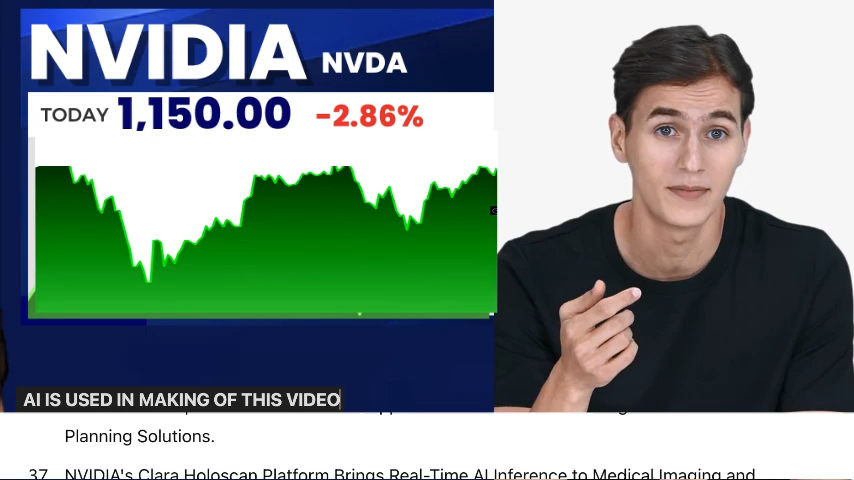 NVIDIA NVDA
TODAY 1,150.00 -2.86%
AI IS USED IN MAKING OF THIS VIDEO
Planning Solutions.
37. NVIDIA's Clara Holoscan Platform Brings Real-Time AI Inference to Medical Imaging and